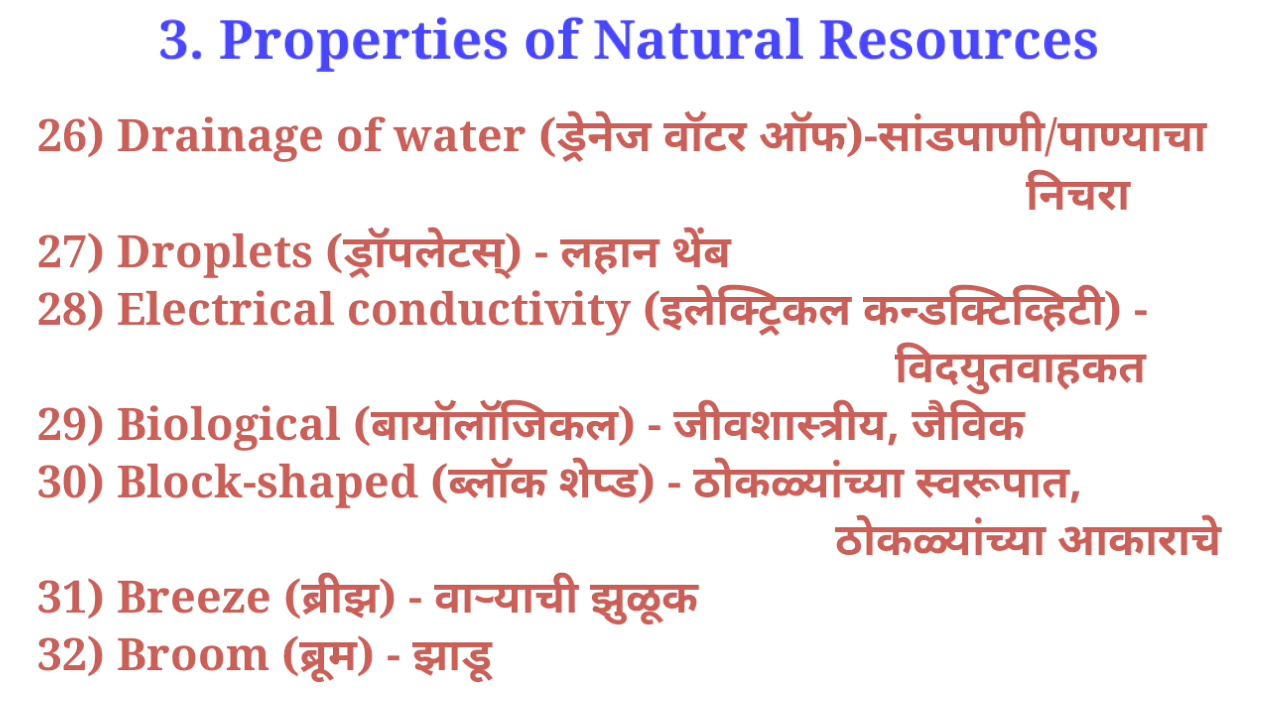 3. Properties of Natural Resources
26) Drainage of water (ड्रेनेज वॉटर ऑफ)-सांडपाणी/पाण्याचा
निचरा
27) Droplets (ड्रॉपलेटस्) - लहान थेंब
28) Electrical conductivity (इलेक्ट्रिकल कन्डक्टिव्हिटी) -
विदयुतवाहकत
29) Biological (बायॉलॉजिकल) - जीवशास्त्रीय, जैविक
30) Block-shaped (ब्लॉक शेप्ड) - ठोकळ्यांच्या स्वरूपात,
ठोकळ्यांच्या आकाराचे
31) Breeze (ब्रीझ) - वाऱ्याची झुळूक
32) Broom (ब्रूम) - झाडू